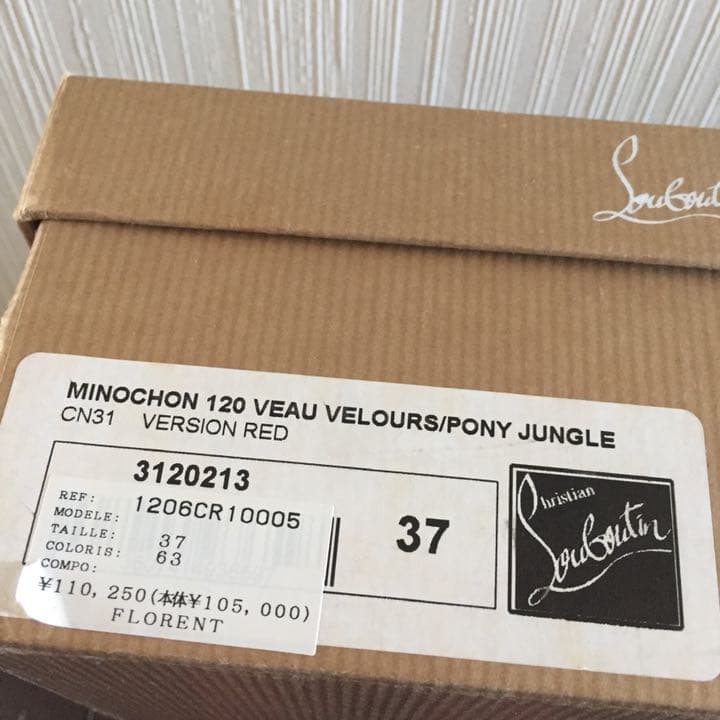 Louboutin
MINOCHON 120 VEAU VELOURS/PONY JUNGLE
CN31 VERSION RED
3120213
REF:
MODELE: 1206CR10005
TAILLE: 37
COLORIS: 63
COMPO:
¥110,250(本体¥105,000)
FLORENT
37
Christian
Louboutin